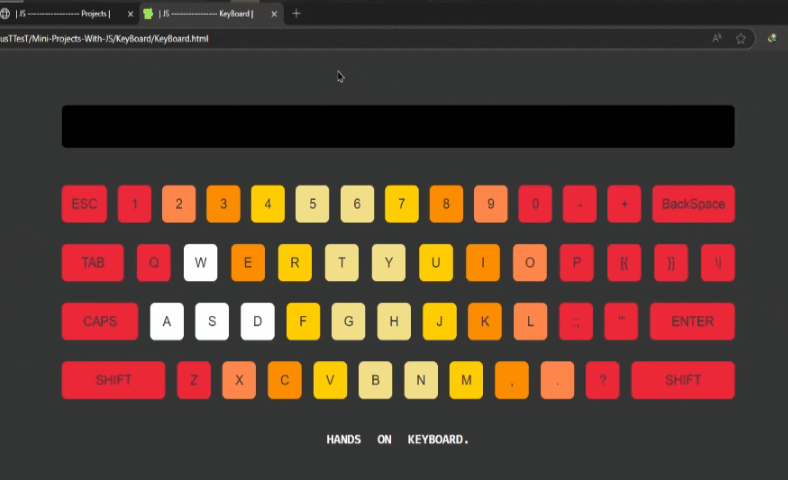 | JS ------------------- Projects |
| JS ----------------- KeyBoard |
usTTesT/Mini-Projects-With-JS/KeyBoard/KeyBoard.html
ESC 1 2 3 4 5 6 7 8 9 0 - + BackSpace
TAB Q W E R T Y U I O P [{ ]} \|
CAPS A S D F G H J K L :; "' ENTER
SHIFT Z X C V B N M , . ? SHIFT
HANDS ON KEYBOARD.